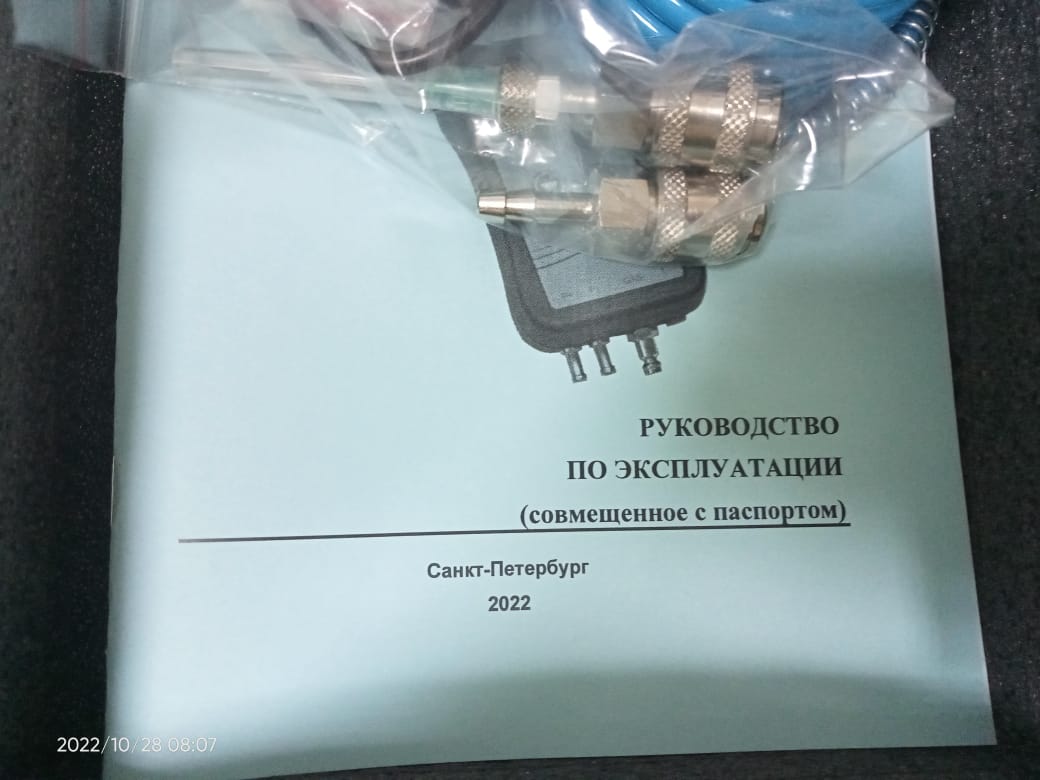 РУКОВОДСТВО
ПО ЭКСПЛУАТАЦИИ
(совмещенное с паспортом)
Санкт-Петербург
2022
2022/10/28 08:07